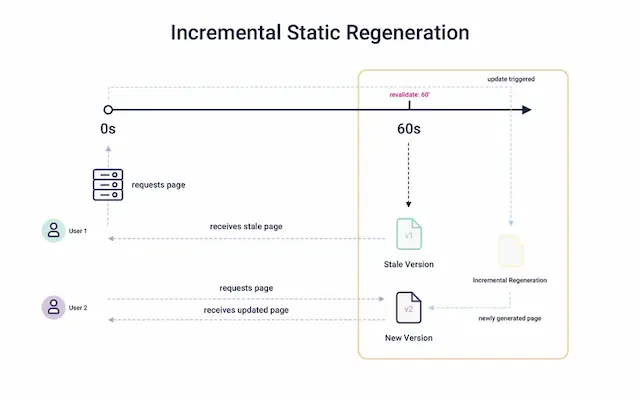 Incremental Static Regeneration
update triggered
revalidate: 60'
0s
60s
requests page
receives stale page
User 1
v1
Stale Version
Incremental Regeneration
requests page
User 2
receives updated page
v2
newly generated page
New Version